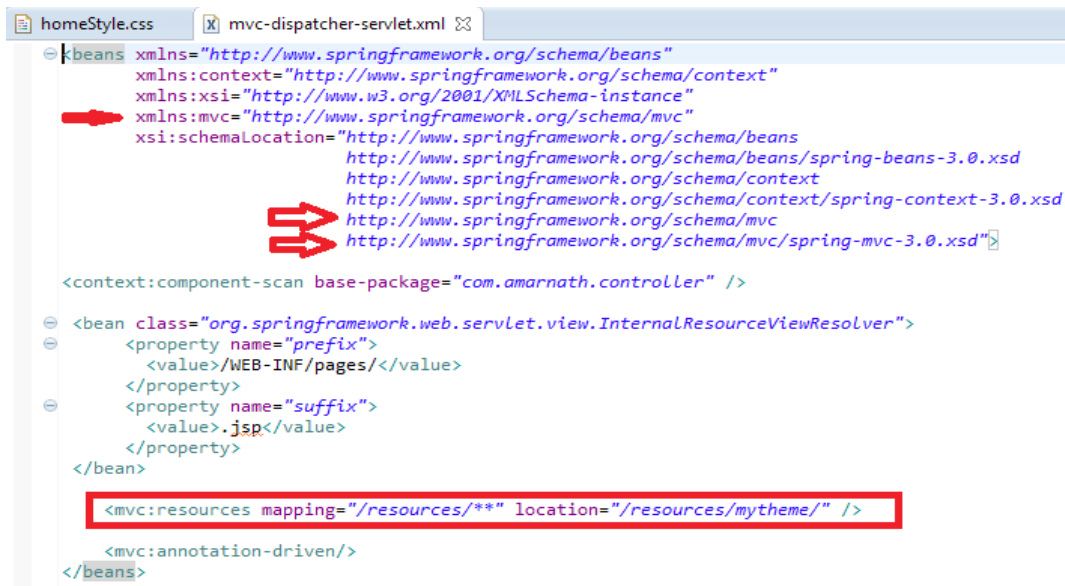 homeStyle.css mvc-dispatcher-servlet.xml
<beans xmlns="http://www.springframework.org/schema/beans"
xmlns:context="http://www.springframework.org/schema/context"
xmlns:xsi="http://www.w3.org/2001/XMLSchema-instance"
xmlns:mvc="http://www.springframework.org/schema/mvc"
xsi:schemaLocation="http://www.springframework.org/schema/beans
http://www.springframework.org/schema/beans/spring-beans-3.0.xsd
http://www.springframework.org/schema/context
http://www.springframework.org/schema/context/spring-context-3.0.xsd
http://www.springframework.org/schema/mvc
http://www.springframework.org/schema/mvc/spring-mvc-3.0.xsd">
<context:component-scan base-package="com.amarnath.controller" />
<bean class="org.springframework.web.servlet.view.InternalResourceViewResolver">
<property name="prefix">
<value>/WEB-INF/pages/</value>
</property>
<property name="suffix">
<value>.jsp</value>
</property>
</bean>
<mvc:resources mapping="/resources/**" location="/resources/mytheme/" />
<mvc:annotation-driven/>
</beans>